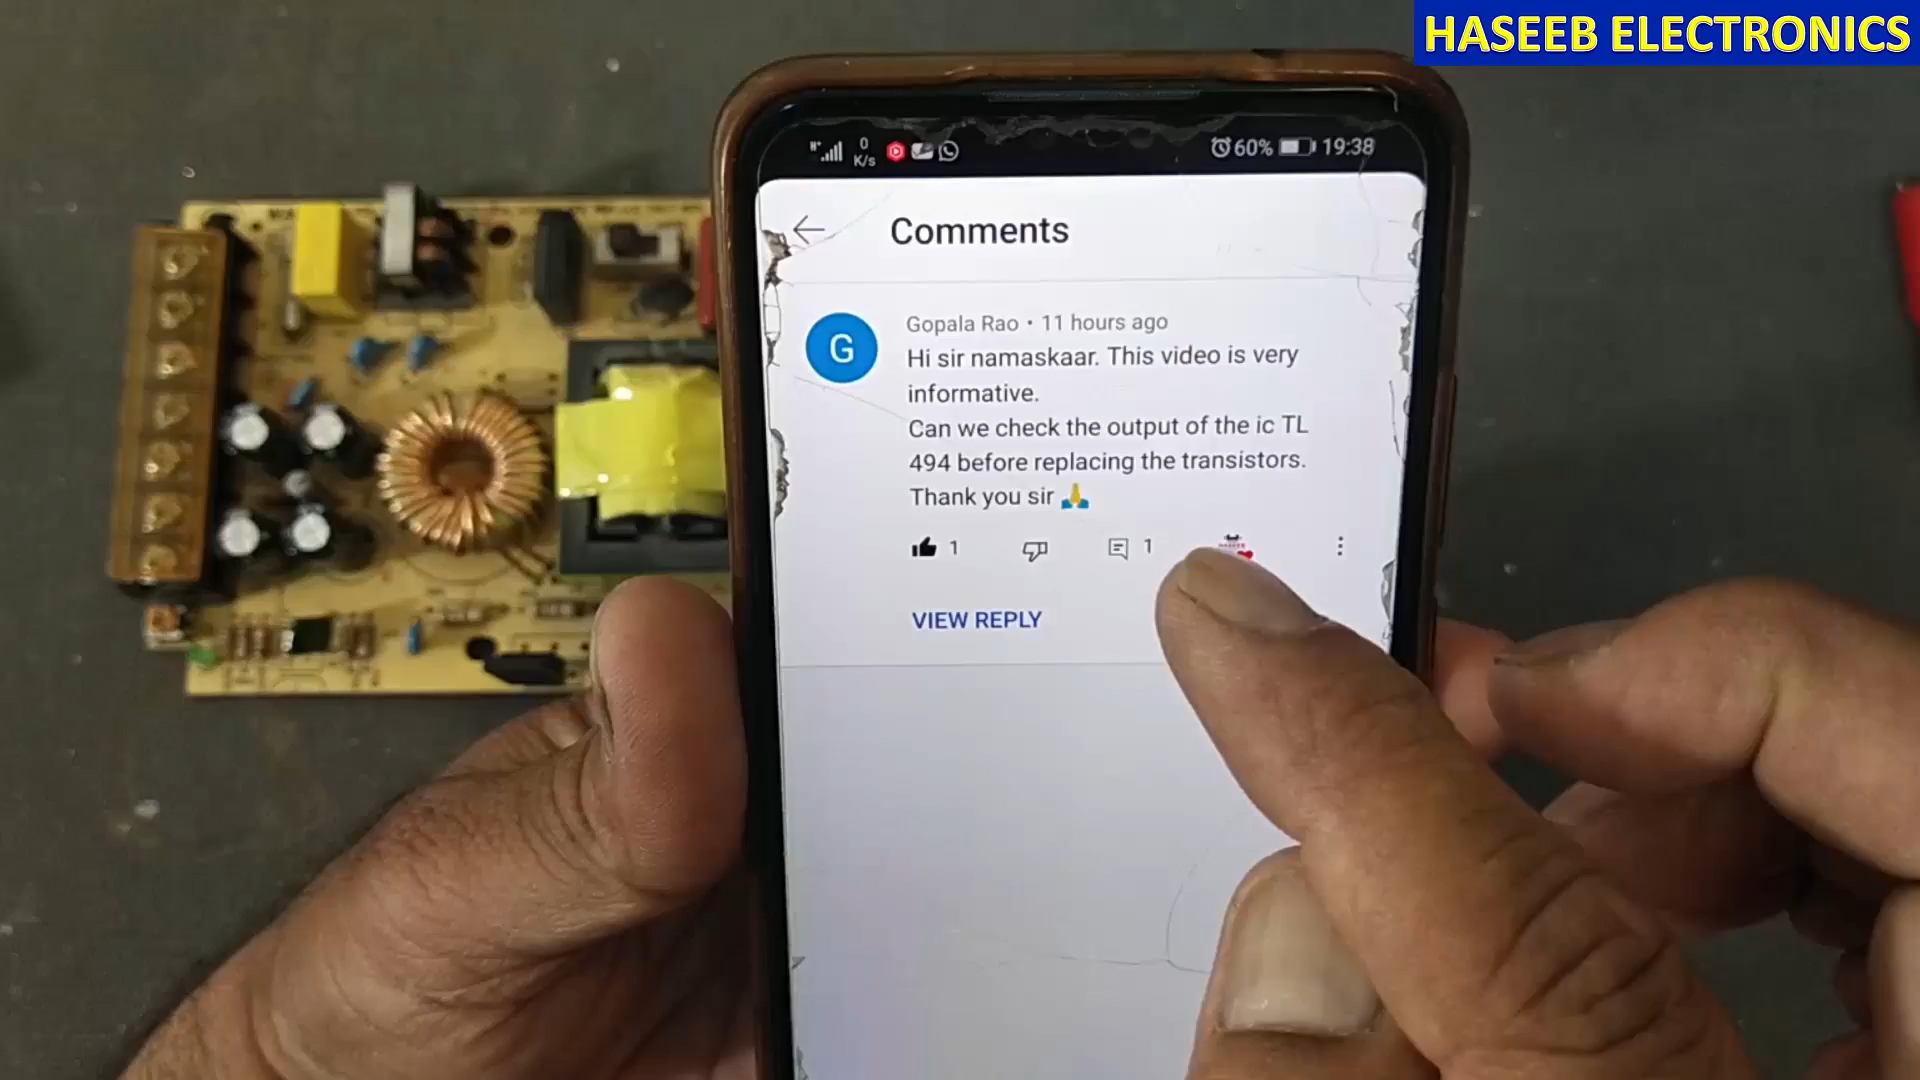 HASEEB ELECTRONICS
0
K/s
60% 19:38
Comments
G
Gopala Rao • 11 hours ago
Hi sir namaskaar. This video is very
informative.
Can we check the output of the ic TL
494 before replacing the transistors.
Thank you sir 🙏
1 1
VIEW REPLY